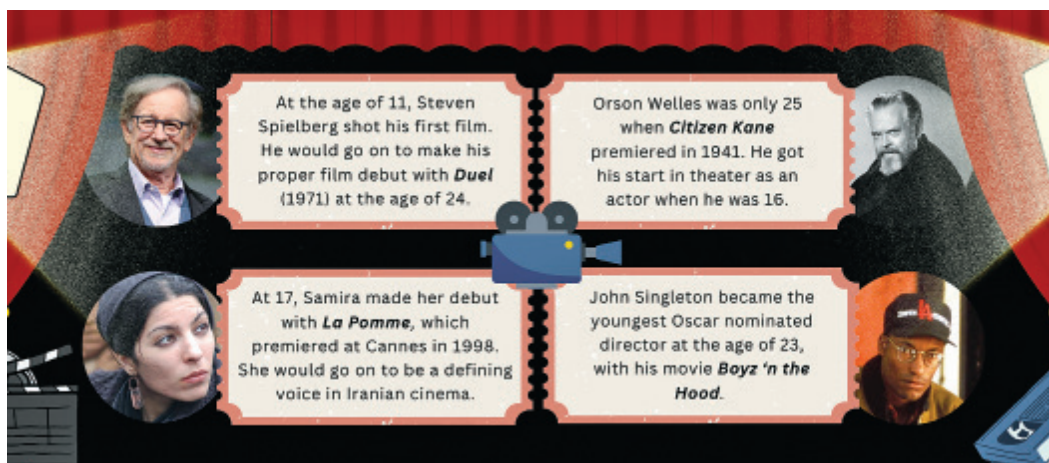 At the age of 11, Steven
Spielberg shot his first film.
He would go on to make his
proper film debut with Duel
(1971) at the age of 24.
Orson Welles was only 25
when Citizen Kane
premiered in 1941. He got
his start in theater as an
actor when he was 16.
At 17, Samira made her debut
with La Pomme, which
premiered at Cannes in 1998.
She would go on to be a defining
voice in Iranian cinema.
John Singleton became the
youngest Oscar nominated
director at the age of 23,
with his movie Boyz ‘n the
Hood.